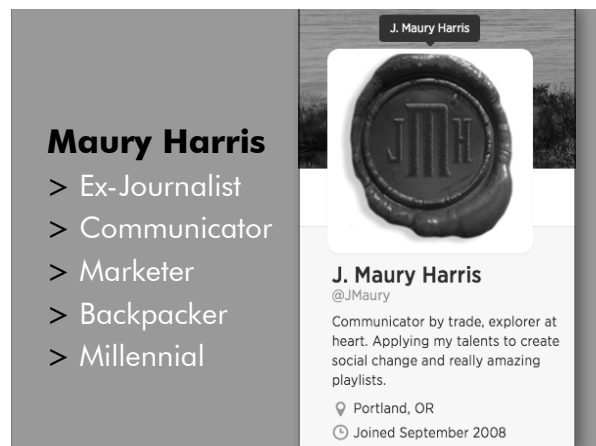 Maury Harris
> Ex-Journalist
> Communicator
> Marketer
> Backpacker
> Millennial
J. Maury Harris
JMH
J. Maury Harris
@JMaury
Communicator by trade, explorer at
heart. Applying my talents to create
social change and really amazing
playlists.
Portland, OR
Joined September 2008